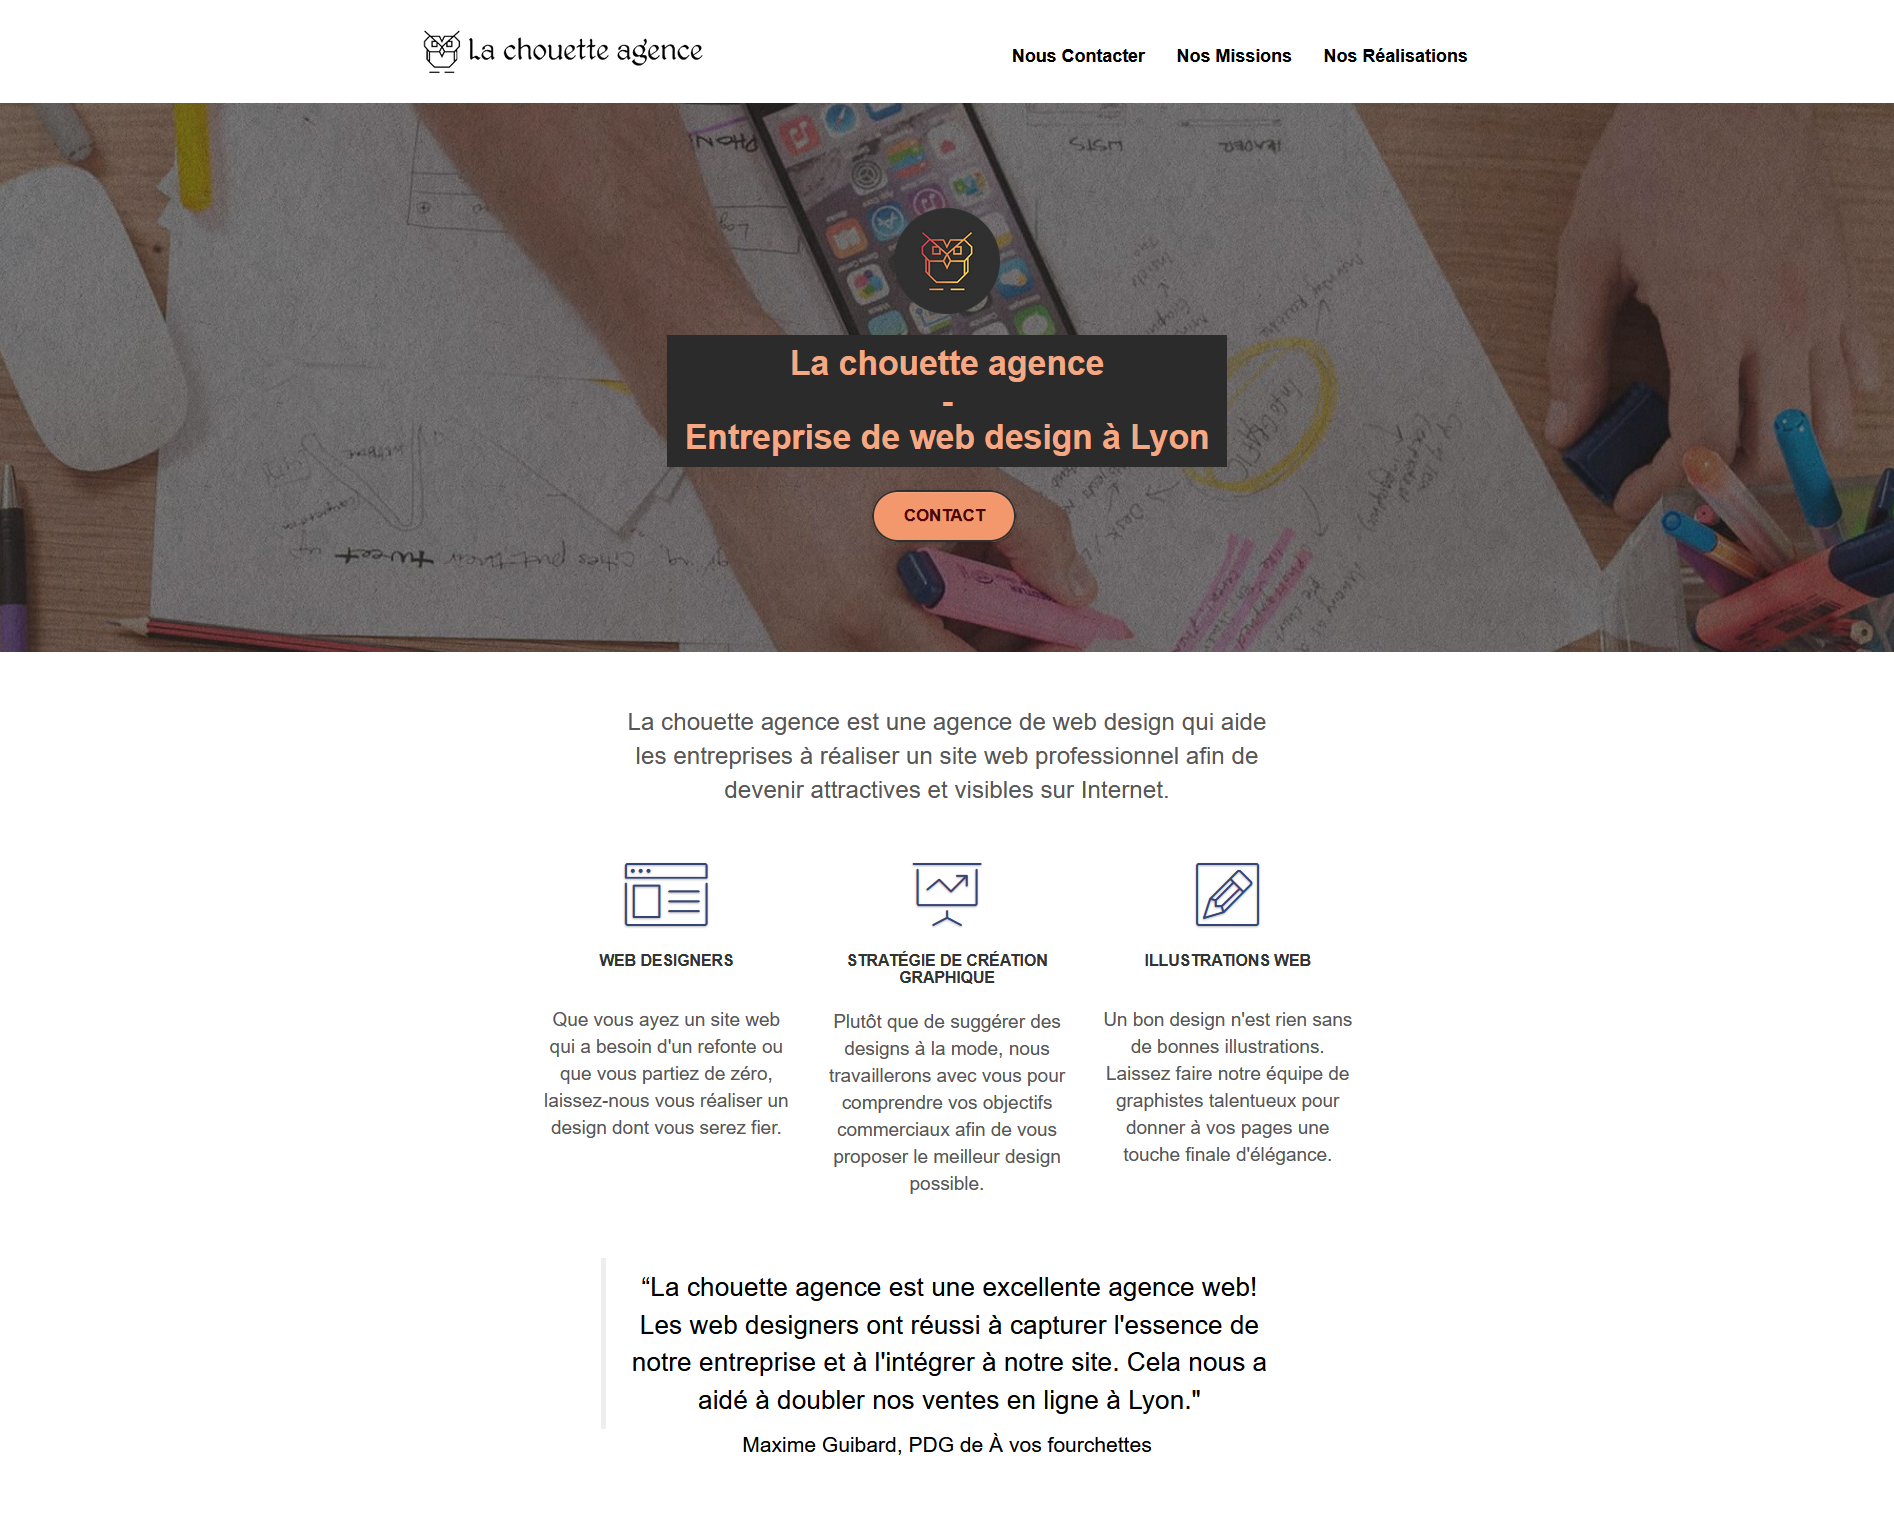 La chouette agence
Nous Contacter
Nos Missions
Nos Réalisations
LISTS
La chouette agence
-
Entreprise de web design à Lyon
CONTACT
La chouette agence est une agence de web design qui aide
les entreprises à réaliser un site web professionnel afin de
devenir attractives et visibles sur Internet.
WEB DESIGNERS
Que vous ayez un site web
qui a besoin d'un refonte ou
que vous partiez de zéro,
laissez-nous vous réaliser un
design dont vous serez fier.
STRATÉGIE DE CRÉATION
GRAPHIQUE
Plutôt que de suggérer des
designs à la mode, nous
travaillerons avec vous pour
comprendre vos objectifs
commerciaux afin de vous
proposer le meilleur design
possible.
ILLUSTRATIONS WEB
Un bon design n'est rien sans
de bonnes illustrations.
Laissez faire notre équipe de
graphistes talentueux pour
donner à vos pages une
touche finale d'élégance.
“La chouette agence est une excellente agence web!
Les web designers ont réussi à capturer l'essence de
notre entreprise et à l'intégrer à notre site. Cela nous a
aidé à doubler nos ventes en ligne à Lyon."
Maxime Guibard, PDG de À vos fourchettes